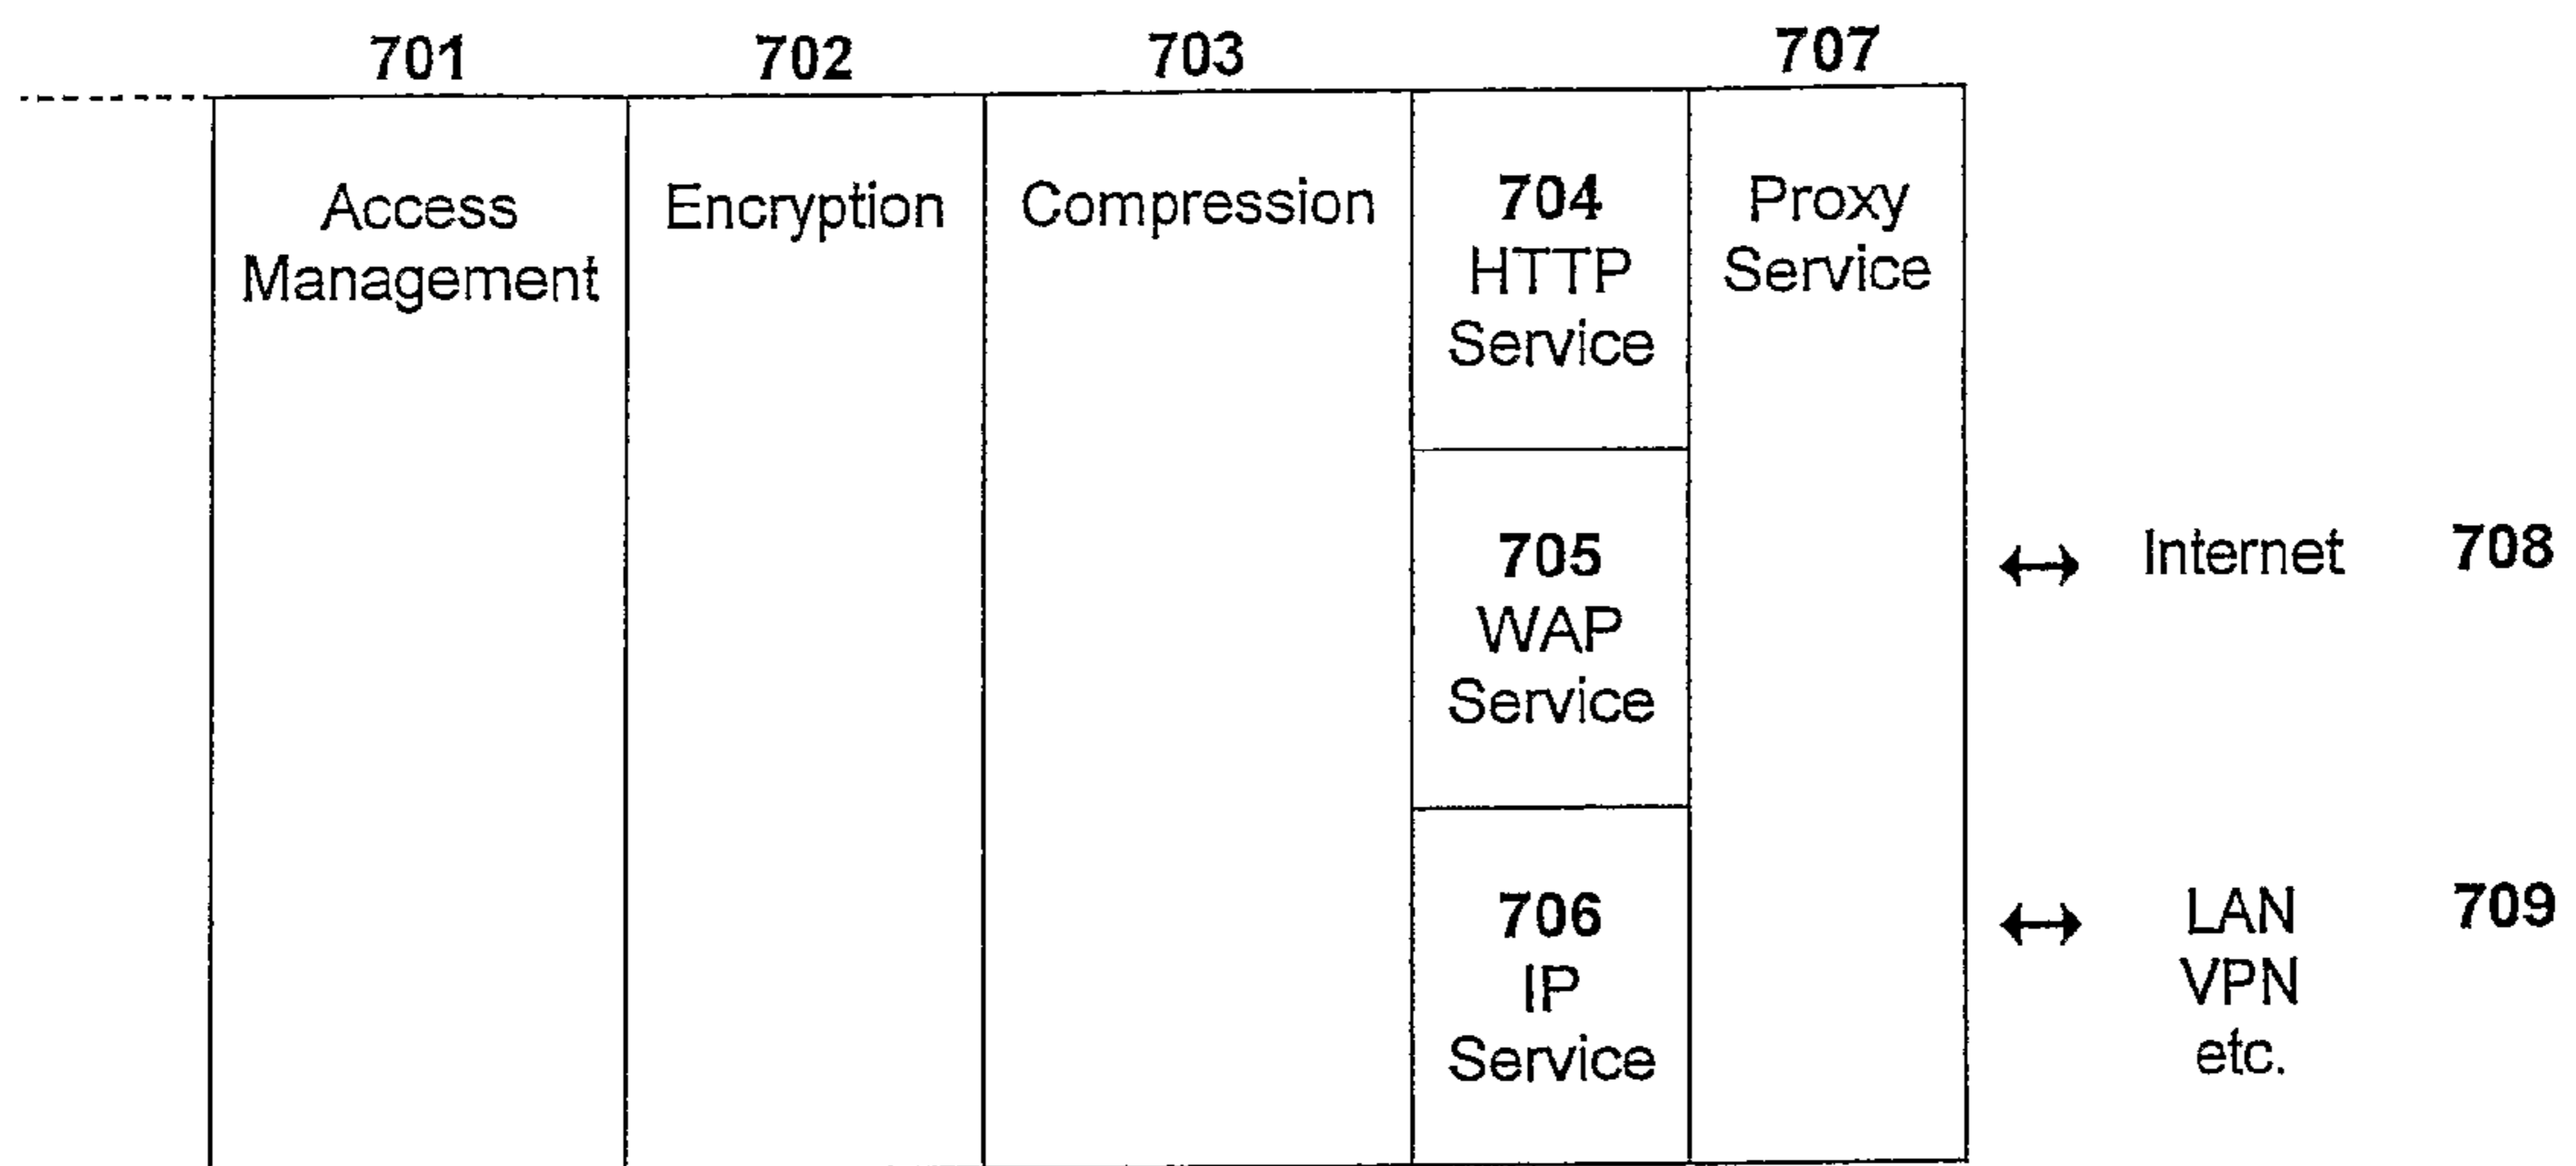 701 702 703 707
Access
Management
Encryption
Compression
704
HTTP
Service
Proxy
Service
705
WAP
Service
Internet 708
706
IP
Service
LAN 709
VPN
etc.